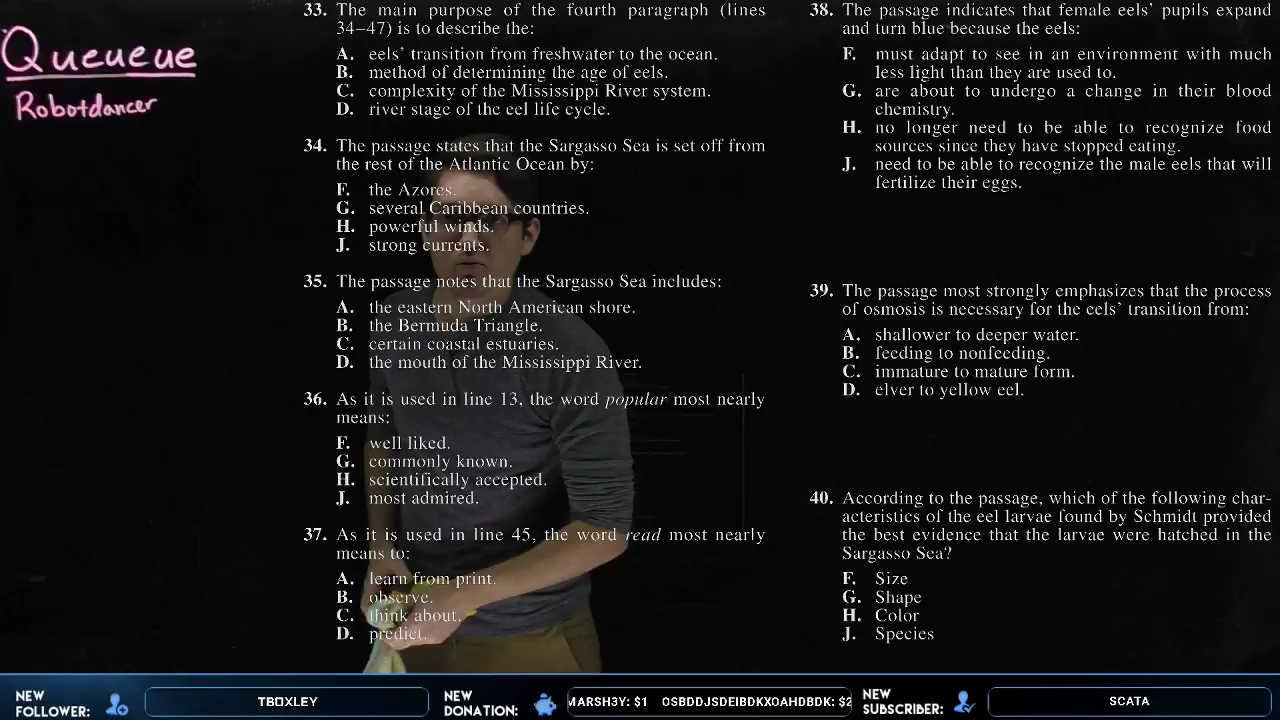 Queueue
Robotdancer
33. The main purpose of the fourth paragraph (lines
34–47) is to describe the:
A. eels' transition from freshwater to the ocean.
B. method of determining the age of eels.
C. complexity of the Mississippi River system.
D. river stage of the eel life cycle.
34. The passage states that the Sargasso Sea is set off from
the rest of the Atlantic Ocean by:
F. the Azores.
G. several Caribbean countries.
H. powerful winds.
J. strong currents.
35. The passage notes that the Sargasso Sea includes:
A. the eastern North American shore.
B. the Bermuda Triangle.
C. certain coastal estuaries.
D. the mouth of the Mississippi River.
36. As it is used in line 13, the word popular most nearly
means:
F. well liked.
G. commonly known.
H. scientifically accepted.
J. most admired.
37. As it is used in line 45, the word read most nearly
means to:
A. learn from print.
B. observe.
C. think about.
D. predict.
38. The passage indicates that female eels' pupils expand
and turn blue because the eels:
F. must adapt to see in an environment with much
less light than they are used to.
G. are about to undergo a change in their blood
chemistry.
H. no longer need to be able to recognize food
sources since they have stopped eating.
J. need to be able to recognize the male eels that will
fertilize their eggs.
39. The passage most strongly emphasizes that the process
of osmosis is necessary for the eels' transition from:
A. shallower to deeper water.
B. feeding to nonfeeding.
C. immature to mature form.
D. elver to yellow eel.
40. According to the passage, which of the following char-
acteristics of the eel larvae found by Schmidt provided
the best evidence that the larvae were hatched in the
Sargasso Sea?
F. Size
G. Shape
H. Color
J. Species
NEW
FOLLOWER:
TBOXLEY
NEW
DONATION:
MARSH3Y: $1 OSBDDJSDEIBDKXOAHDBDK: $2
NEW
SUBSCRIBER:
SCATA